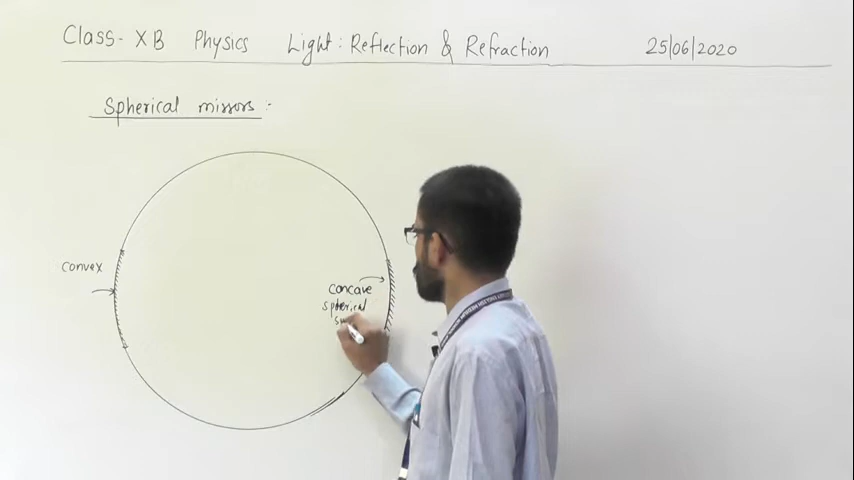 Class- X B Physics Light: Reflection & Refraction 25/06/2020
Spherical mirrors:
convex
concave
spherical